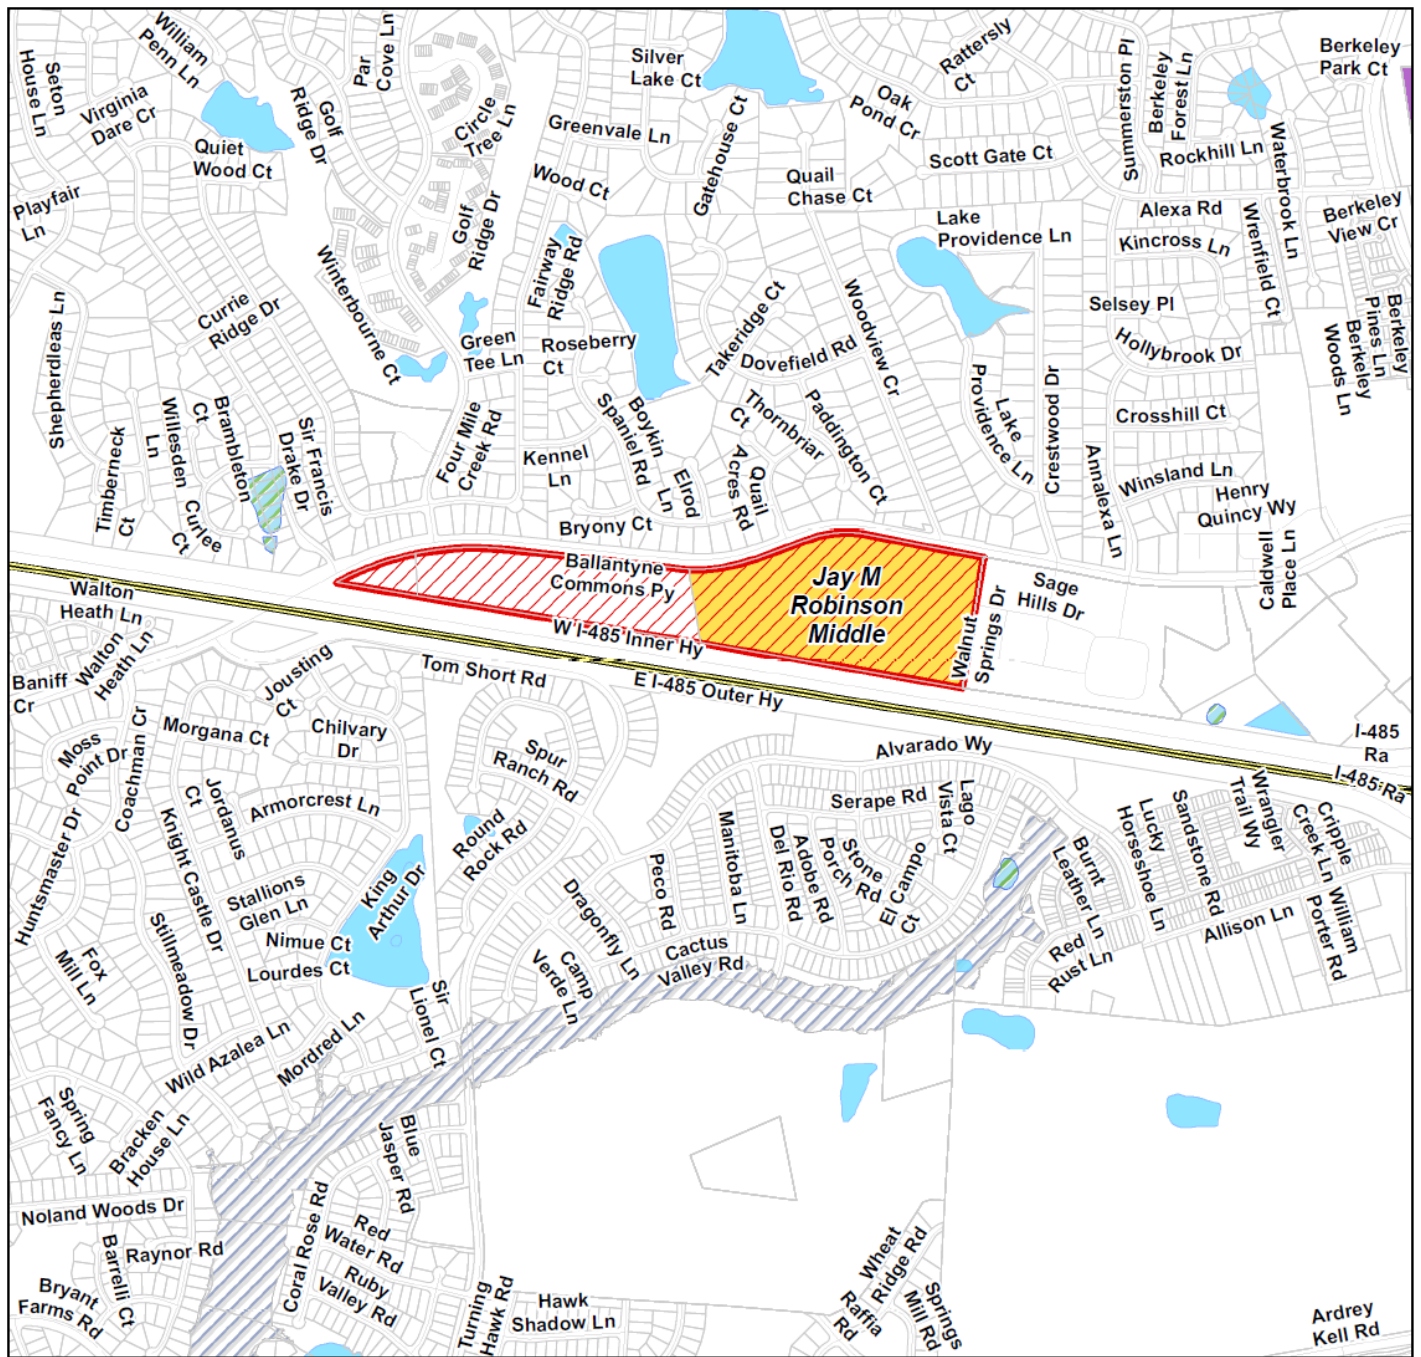 William
Penn Ln
Par
Cove Ln
Silver
Lake Ct
Rattersly
Ct
Berkeley
Park Ct
Seton
House Ln
Virginia
Dare Cr
Golf
Ridge Dr
Circle
Tree Ln
Greenvale Ln
Gatehouse Ct
Oak
Pond Cr
Summerston Pl
Berkeley
Forest Ln
Quiet
Wood Ct
Wood Ct
Quail
Chase Ct
Scott Gate Ct
Rockhill Ln
Waterbrook Ln
Playfair
Ln
Golf
Ridge Dr
Lake
Providence Ln
Alexa Rd
Kincross Ln
Wrenfield Ct
Berkeley
View Cr
Winterbourne Ct
Fairway
Ridge Rd
Shepherdleas Ln
Currie
Ridge Dr
Green
Tee Ln
Roseberry
Ct
Takeridge Ct
Dovefield Rd
Woodview Cr
Selsey Pl
Hollybrook Dr
Berkeley
Pines Ln
Berkeley
Woods Ln
Timberneck
Ct
Willesden
Ln
Brambleton
Ct
Curlee
Ct
Sir Francis
Drake Dr
Four Mile
Creek Rd
Kennel
Ln
Boykin
Spaniel Rd
Elrod
Ln
Quail
Acres Rd
Thornbriar
Ct
Paddington Ct
Lake
Providence Ln
Crestwood Dr
Annalexa Ln
Crosshill Ct
Winsland Ln
Henry
Quincy Wy
Bryony Ct
Caldwell
Place Ln
Ballantyne
Commons Py
Jay M
Robinson
Middle
Walnut
Springs Dr
Sage
Hills Dr
Walton
Heath Ln
Walton
Heath Ln
Baniff
Cr
W I-485 Inner Hy
E I-485 Outer Hy
Tom Short Rd
Jousting
Ct
Morgana Ct
Chilvary
Dr
Moss
Point Dr
Coachman Cr
Spur
Ranch Rd
Alvarado Wy
I-485
Ra
I-485 Ra
Jordanus
Ct
Armorcrest Ln
Knight Castle Dr
Huntsmaster Dr
Round
Rock Rd
Serape Rd
Lago
Vista Ct
Manitoba Ln
Del Rio Rd
Adobe Rd
Stone
Porch Rd
El Campo
Ct
Peco Rd
Burnt
Leather Ln
Lucky
Horseshoe Ln
Sandstone Rd
Wrangler
Trail Wy
Cripple
Creek Ln
William
Porter Rd
Allison Ln
Red
Rust Ln
Stallions
Glen Ln
King
Arthur Dr
Nimue Ct
Lourdes Ct
Stillmeadow Dr
Fox
Mill Ln
Dragonfly Ln
Camp
Verde Ln
Cactus
Valley Rd
Sir
Lionel Ct
Wild Azalea Ln
Mordred Ln
Spring
Fancy Ln
Bracken
House Ln
Blue
Jasper Rd
Noland Woods Dr
Raynor Rd
Barrelli Ct
Bryant
Farms Rd
Coral Rose Rd
Red
Water Rd
Ruby
Valley Rd
Turning
Hawk Rd
Hawk
Shadow Ln
Wheat
Ridge Rd
Raffia
Rd
Springs
Mill Rd
Ardrey
Kell Rd